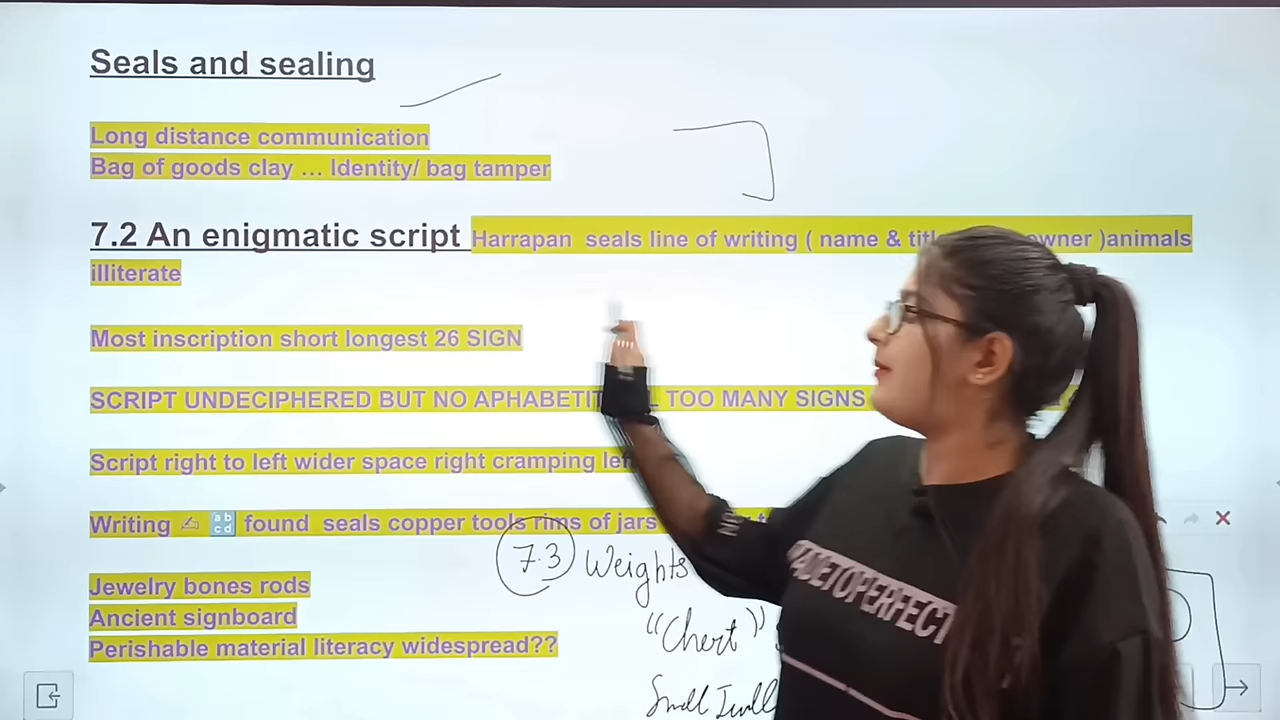 Seals and sealing
Long distance communication
Bag of goods clay … Identity/ bag tamper
7.2 An enigmatic script Harrapan seals line of writing ( name & owner )animals
illiterate
Most inscription short longest 26 SIGN
SCRIPT UNDECIPHERED BUT NO TOO MANY SIGNS
Script right to left wider space right cramping
Writing ✍ abcd found seals copper tools rims of jars
7.3 Weights
Jewelry bones rods
Ancient signboard
"Chert"
Perishable material literacy widespread??
Small